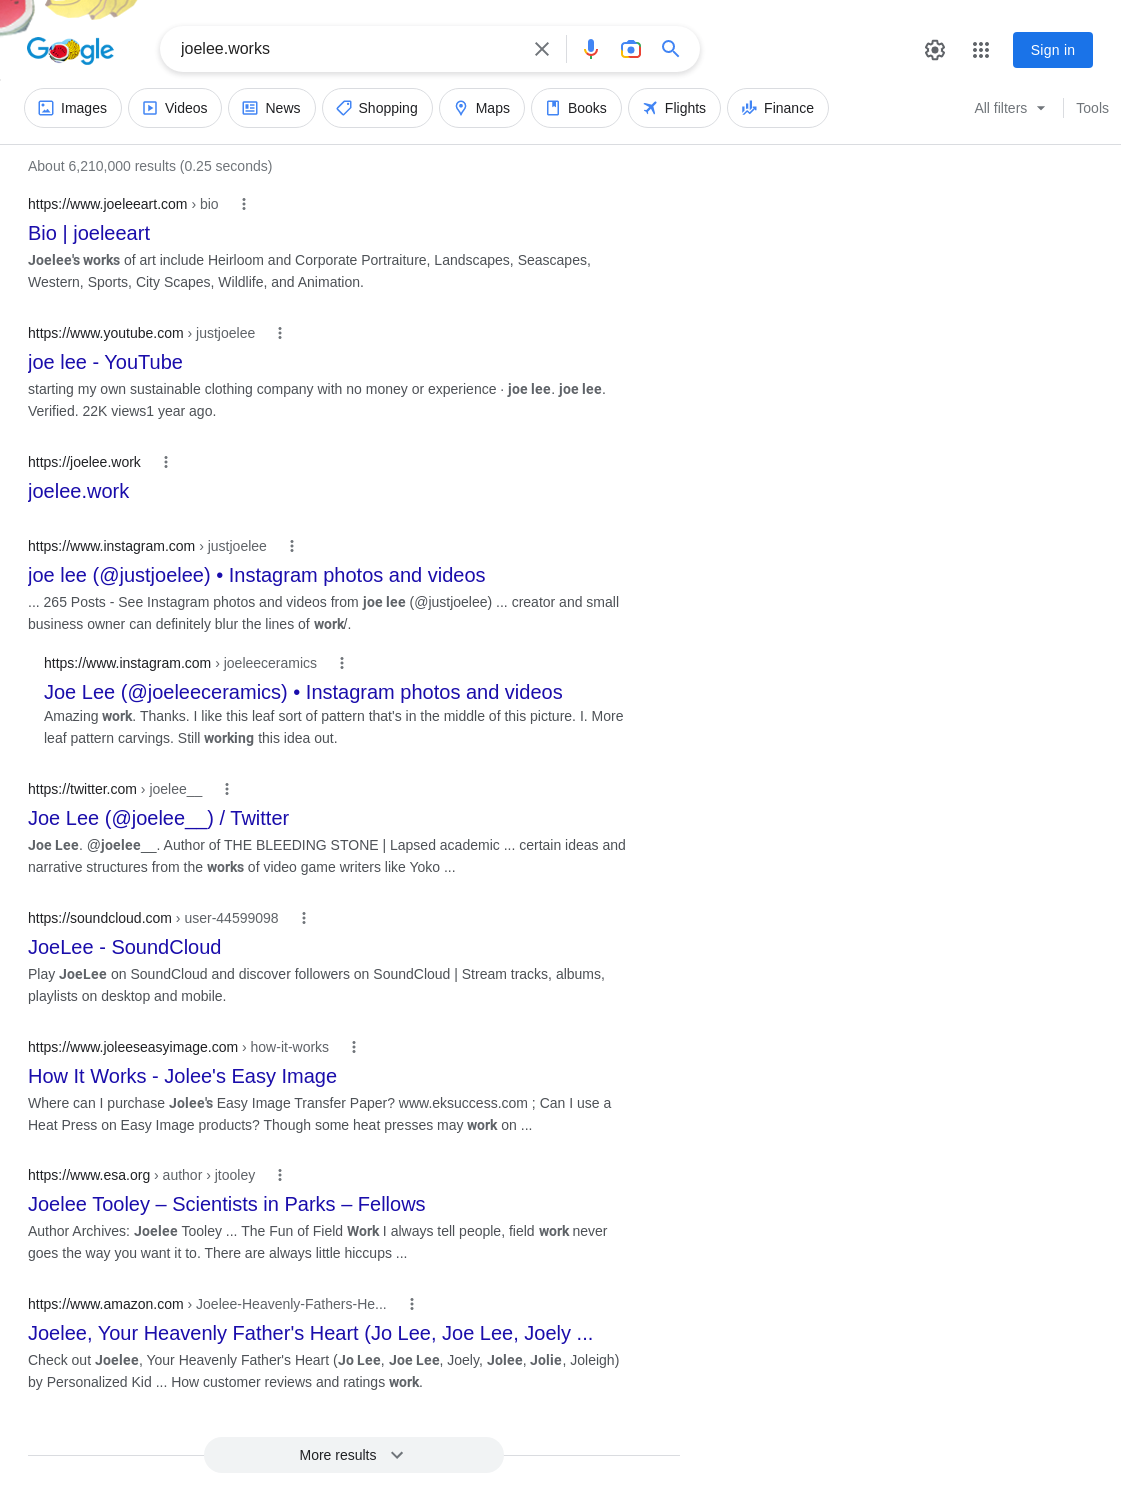 Google
joelee.works
Sign in
Images
Videos
News
Shopping
Maps
Books
Flights
Finance
All filters
Tools
About 6,210,000 results (0.25 seconds)
https://www.joeleeart.com › bio
Bio | joeleeart
Joelee's works of art include Heirloom and Corporate Portraiture, Landscapes, Seascapes,
Western, Sports, City Scapes, Wildlife, and Animation.
https://www.youtube.com › justjoelee
joe lee - YouTube
starting my own sustainable clothing company with no money or experience · joe lee. joe lee.
Verified. 22K views1 year ago.
https://joelee.work
joelee.work
https://www.instagram.com › justjoelee
joe lee (@justjoelee) • Instagram photos and videos
... 265 Posts - See Instagram photos and videos from joe lee (@justjoelee) ... creator and small
business owner can definitely blur the lines of work/.
https://www.instagram.com › joeleeceramics
Joe Lee (@joeleeceramics) • Instagram photos and videos
Amazing work. Thanks. I like this leaf sort of pattern that's in the middle of this picture. I. More
leaf pattern carvings. Still working this idea out.
https://twitter.com › joelee__
Joe Lee (@joelee__) / Twitter
Joe Lee. @joelee__. Author of THE BLEEDING STONE | Lapsed academic ... certain ideas and
narrative structures from the works of video game writers like Yoko ...
https://soundcloud.com › user-44599098
JoeLee - SoundCloud
Play JoeLee on SoundCloud and discover followers on SoundCloud | Stream tracks, albums,
playlists on desktop and mobile.
https://www.joleeseasyimage.com › how-it-works
How It Works - Jolee's Easy Image
Where can I purchase Jolee's Easy Image Transfer Paper? www.eksuccess.com ; Can I use a
Heat Press on Easy Image products? Though some heat presses may work on ...
https://www.esa.org › author › jtooley
Joelee Tooley – Scientists in Parks – Fellows
Author Archives: Joelee Tooley ... The Fun of Field Work I always tell people, field work never
goes the way you want it to. There are always little hiccups ...
https://www.amazon.com › Joelee-Heavenly-Fathers-He...
Joelee, Your Heavenly Father's Heart (Jo Lee, Joe Lee, Joely ...
Check out Joelee, Your Heavenly Father's Heart (Jo Lee, Joe Lee, Joely, Jolee, Jolie, Joleigh)
by Personalized Kid ... How customer reviews and ratings work.
More results